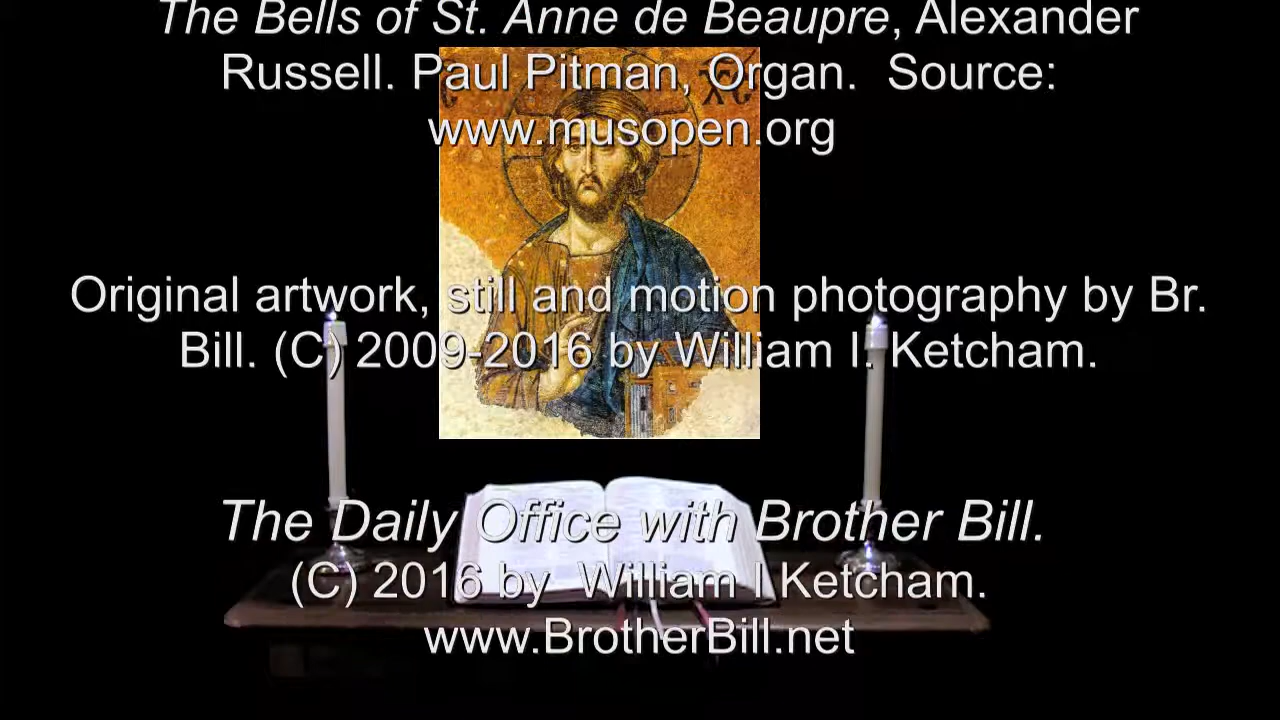 The Bells of St. Anne de Beaupre, Alexander
Russell. Paul Pitman, Organ.  Source:
www.musopen.org
Original artwork, still and motion photography by Br.
Bill. (C) 2009-2016 by William I. Ketcham.
The Daily Office with Brother Bill.
(C) 2016 by  William I Ketcham.
www.BrotherBill.net